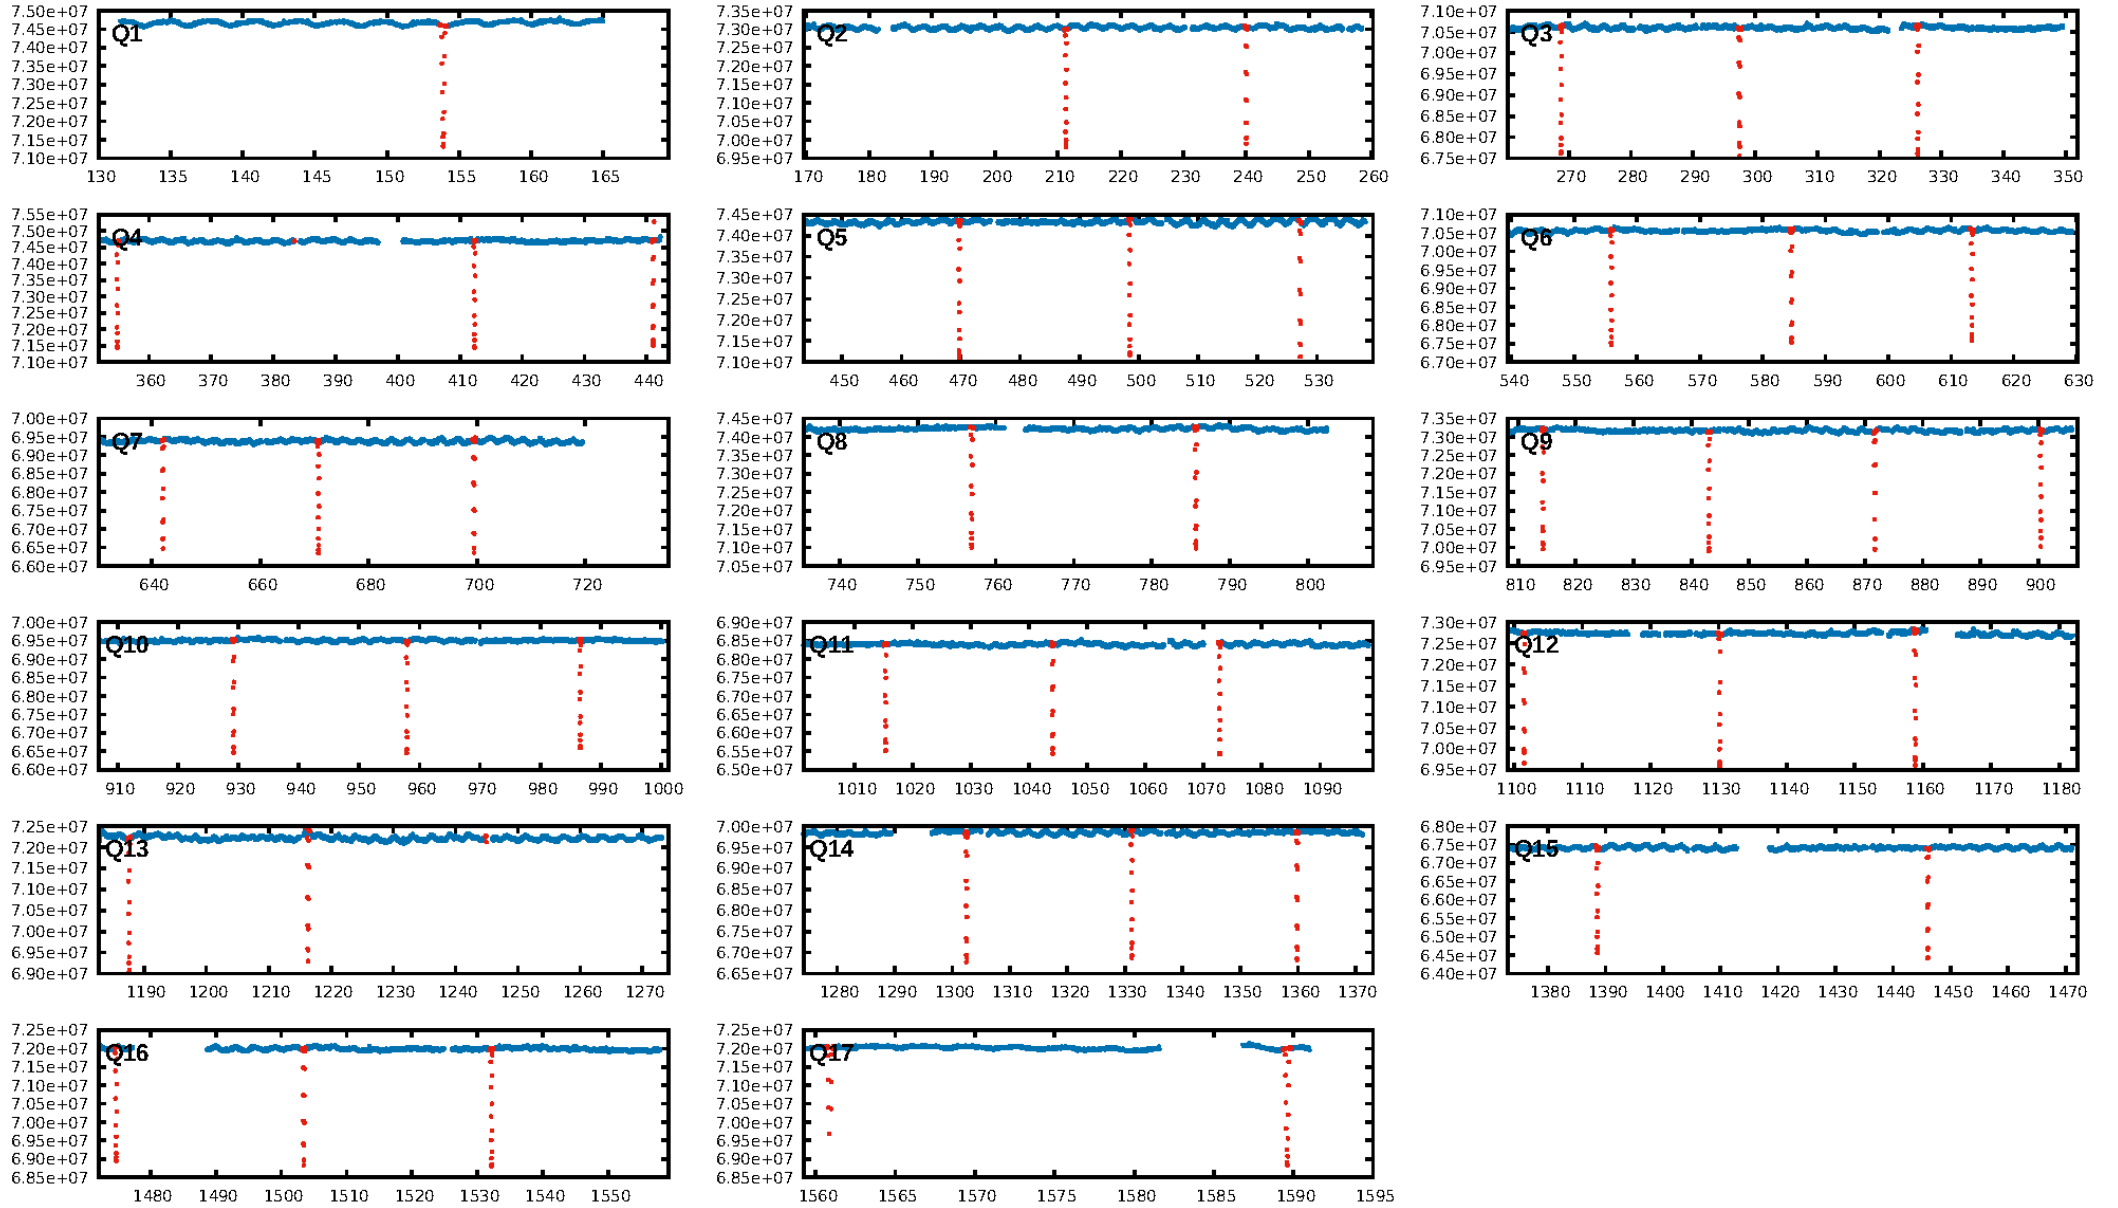 7.50e+07
7.45e+07
7.40e+07
7.35e+07
7.30e+07
7.25e+07
7.20e+07
7.15e+07
7.10e+07
Q1
130 135 140 145 150 155 160 165
7.35e+07
7.30e+07
7.25e+07
7.20e+07
7.15e+07
7.10e+07
7.05e+07
7.00e+07
6.95e+07
Q2
170 180 190 200 210 220 230 240 250 260
7.10e+07
7.05e+07
7.00e+07
6.95e+07
6.90e+07
6.85e+07
6.80e+07
6.75e+07
Q3
270 280 290 300 310 320 330 340 350
7.55e+07
7.50e+07
7.45e+07
7.40e+07
7.35e+07
7.30e+07
7.25e+07
7.20e+07
7.15e+07
7.10e+07
Q4
360 370 380 390 400 410 420 430 440
7.45e+07
7.40e+07
7.35e+07
7.30e+07
7.25e+07
7.20e+07
7.15e+07
7.10e+07
Q5
450 460 470 480 490 500 510 520 530
7.10e+07
7.05e+07
7.00e+07
6.95e+07
6.90e+07
6.85e+07
6.80e+07
6.75e+07
6.70e+07
Q6
540 550 560 570 580 590 600 610 620 630
7.00e+07
6.95e+07
6.90e+07
6.85e+07
6.80e+07
6.75e+07
6.70e+07
6.65e+07
6.60e+07
Q7
640 660 680 700 720
7.45e+07
7.40e+07
7.35e+07
7.30e+07
7.25e+07
7.20e+07
7.15e+07
7.10e+07
7.05e+07
Q8
740 750 760 770 780 790 800
7.35e+07
7.30e+07
7.25e+07
7.20e+07
7.15e+07
7.10e+07
7.05e+07
7.00e+07
6.95e+07
Q9
810 820 830 840 850 860 870 880 890 900
7.00e+07
6.95e+07
6.90e+07
6.85e+07
6.80e+07
6.75e+07
6.70e+07
6.65e+07
6.60e+07
Q10
910 920 930 940 950 960 970 980 990 1000
6.90e+07
6.85e+07
6.80e+07
6.75e+07
6.70e+07
6.65e+07
6.60e+07
6.55e+07
6.50e+07
Q11
1010 1020 1030 1040 1050 1060 1070 1080 1090
7.30e+07
7.25e+07
7.20e+07
7.15e+07
7.10e+07
7.05e+07
7.00e+07
6.95e+07
Q12
1100 1110 1120 1130 1140 1150 1160 1170 1180
7.25e+07
7.20e+07
7.15e+07
7.10e+07
7.05e+07
7.00e+07
6.95e+07
6.90e+07
Q13
1190 1200 1210 1220 1230 1240 1250 1260 1270
7.00e+07
6.95e+07
6.90e+07
6.85e+07
6.80e+07
6.75e+07
6.70e+07
6.65e+07
Q14
1280 1290 1300 1310 1320 1330 1340 1350 1360 1370
6.80e+07
6.75e+07
6.70e+07
6.65e+07
6.60e+07
6.55e+07
6.50e+07
6.45e+07
6.40e+07
Q15
1380 1390 1400 1410 1420 1430 1440 1450 1460 1470
7.25e+07
7.20e+07
7.15e+07
7.10e+07
7.05e+07
7.00e+07
6.95e+07
6.90e+07
6.85e+07
Q16
1480 1490 1500 1510 1520 1530 1540 1550
7.25e+07
7.20e+07
7.15e+07
7.10e+07
7.05e+07
7.00e+07
6.95e+07
6.90e+07
6.85e+07
Q17
1560 1565 1570 1575 1580 1585 1590 1595